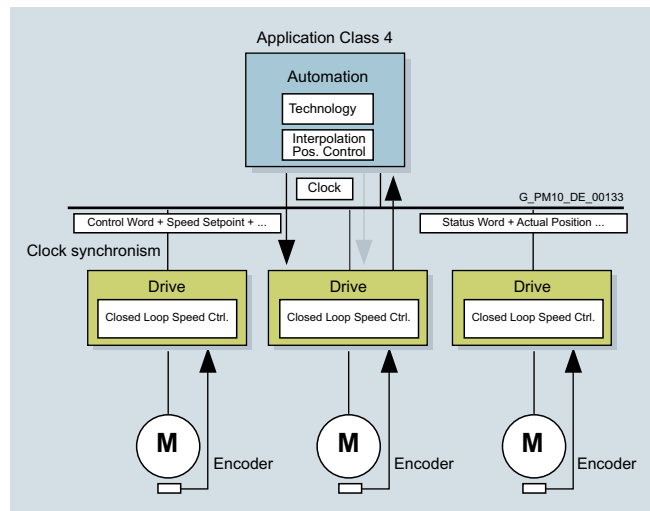 Application Class 4
Automation
Technology
Interpolation
Pos. Control
Clock
G_PM10_DE_00133
Control Word + Speed Setpoint + ...
Status Word + Actual Position ...
Clock synchronism
Drive
Drive
Drive
Closed Loop Speed Ctrl.
Closed Loop Speed Ctrl.
Closed Loop Speed Ctrl.
M
M
M
Encoder
Encoder
Encoder